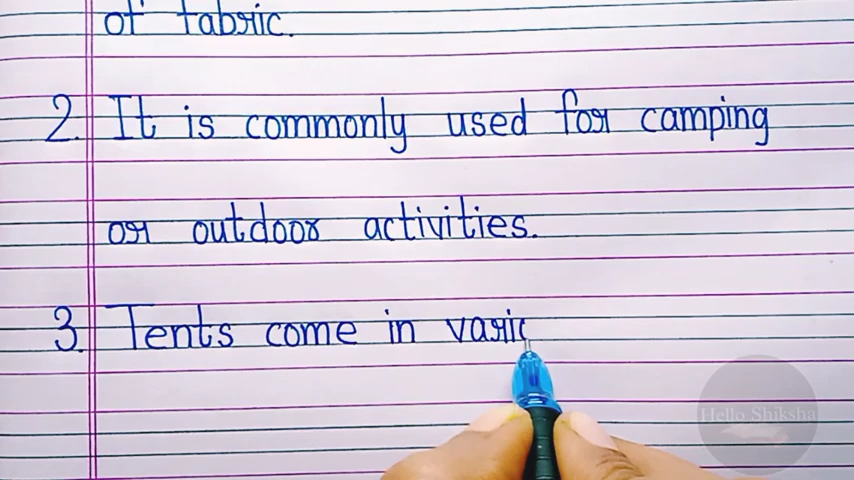 of fabric.
2. It is commonly used for camping
or outdoor activities.
3. Tents come in vario
Hello Shiksha